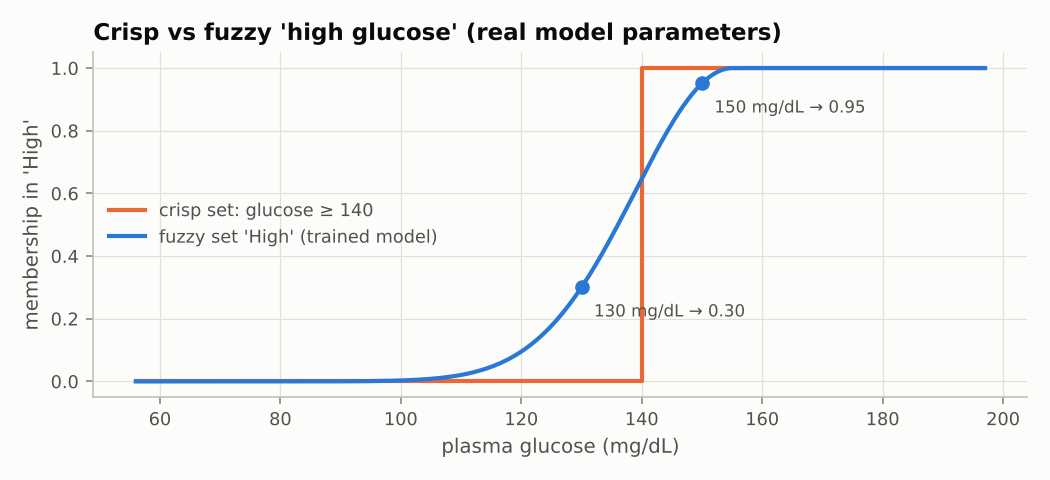 Crisp vs fuzzy 'high glucose' (real model parameters)
membership in 'High'
1.0
0.8
0.6
0.4
0.2
0.0
150 mg/dL → 0.95
crisp set: glucose ≥ 140
fuzzy set 'High' (trained model)
130 mg/dL → 0.30
60 80 100 120 140 160 180 200
plasma glucose (mg/dL)